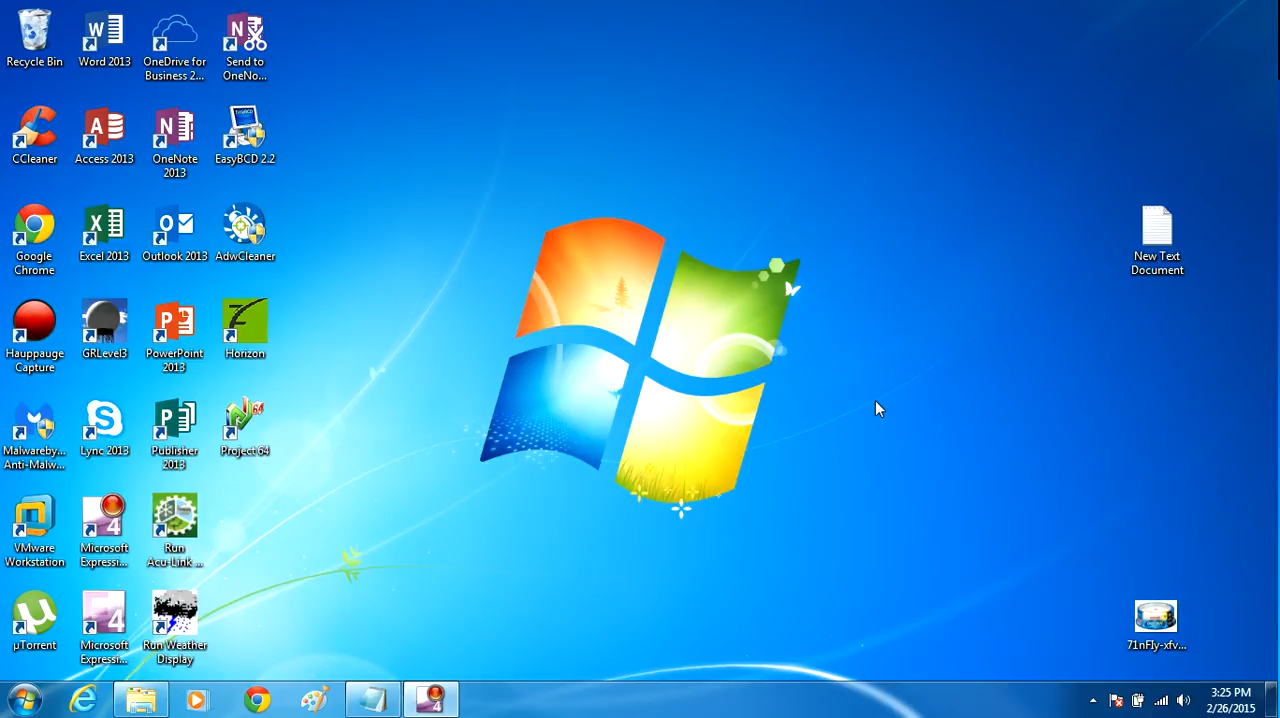 Recycle Bin
Word 2013
OneDrive for
Business 2...
Send to
OneNo...
CCleaner
Access 2013
OneNote
2013
EasyBCD 2.2
Google
Chrome
Excel 2013
Outlook 2013
AdwCleaner
New Text
Document
Hauppauge
Capture
GRLevel3
PowerPoint
2013
Horizon
Malwareby...
Anti-Malw...
Lync 2013
Publisher
2013
Project 64
VMware
Workstation
Microsoft
Expressi...
Run
Acu-Link ...
µTorrent
Microsoft
Expressi...
Run Weather
Display
71nFIy-xfv...
3:25 PM
2/26/2015